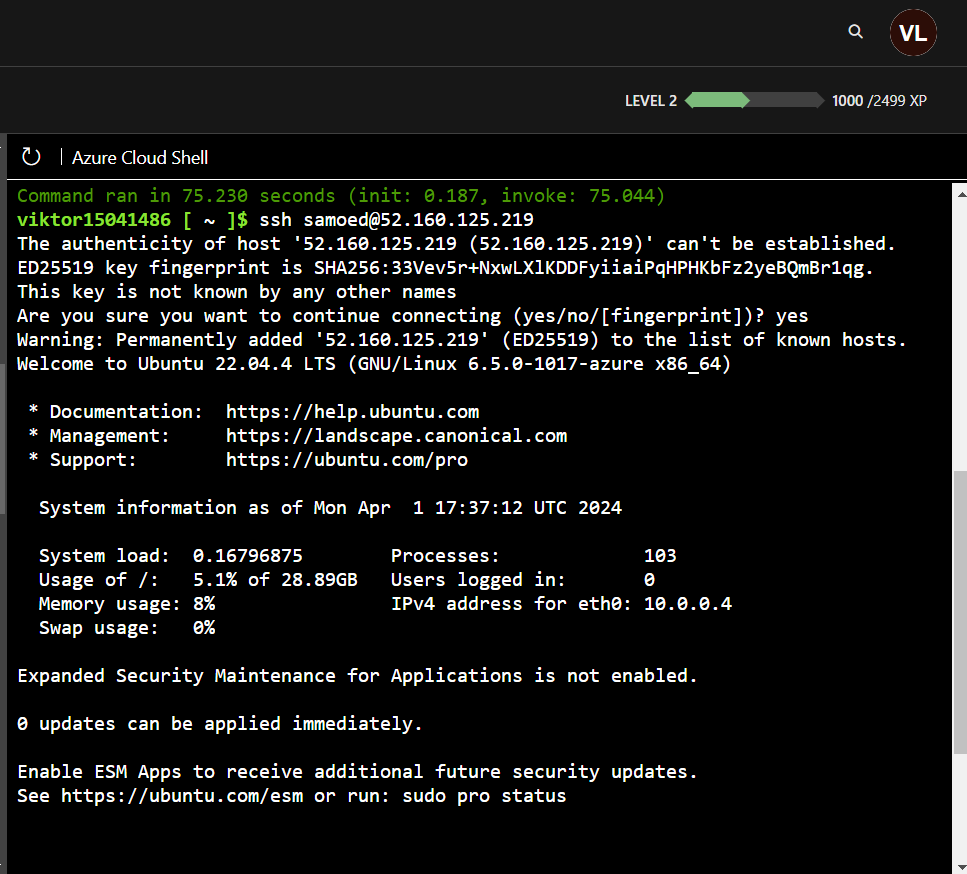 VL
LEVEL 2 1000 /2499 XP
| Azure Cloud Shell
Command ran in 75.230 seconds (init: 0.187, invoke: 75.044)
viktor15041486 [ ~ ]$ ssh samoed@52.160.125.219
The authenticity of host '52.160.125.219 (52.160.125.219)' can't be established.
ED25519 key fingerprint is SHA256:33Vev5r+NxwLXlKDDFyiiaiPqHPHKbFz2yeBQmBr1qg.
This key is not known by any other names
Are you sure you want to continue connecting (yes/no/[fingerprint])? yes
Warning: Permanently added '52.160.125.219' (ED25519) to the list of known hosts.
Welcome to Ubuntu 22.04.4 LTS (GNU/Linux 6.5.0-1017-azure x86_64)
* Documentation: https://help.ubuntu.com
* Management: https://landscape.canonical.com
* Support: https://ubuntu.com/pro
System information as of Mon Apr 1 17:37:12 UTC 2024
System load: 0.16796875 Processes: 103
Usage of /: 5.1% of 28.89GB Users logged in: 0
Memory usage: 8% IPv4 address for eth0: 10.0.0.4
Swap usage: 0%
Expanded Security Maintenance for Applications is not enabled.
0 updates can be applied immediately.
Enable ESM Apps to receive additional future security updates.
See https://ubuntu.com/esm or run: sudo pro status